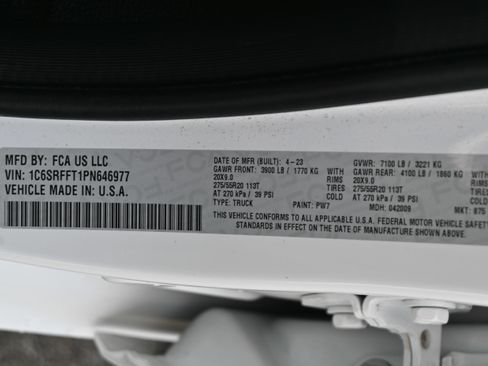 MFD BY: FCA US LLC
VIN: 1C6SRFFT1PN646977
VEHICLE MADE IN U.S.A.
DATE OF MFR (BUILT): 4-23
GAWR FRONT: 3900 LB / 1770 KG WITH
20X9.0 RIMS
275/55R20 113T TIRES
AT 270 kPa / 39 PSI COLD
TYPE: TRUCK PAINT: PW7
GVWR: 7100 LB / 3221 KG
GAWR REAR: 4100 LB / 1860 KG
20X9.0
275/55R20 113T
AT 270 kPa / 39 PSI
MDH: 042009 MKT: 875
THIS VEHICLE CONFORMS TO ALL APPLICABLE U.S.A. FEDERAL MOTOR VEHICLE SAFETY
STANDARDS IN EFFECT ON THE DATE OF MANUFACTURE SHOWN ABOVE.